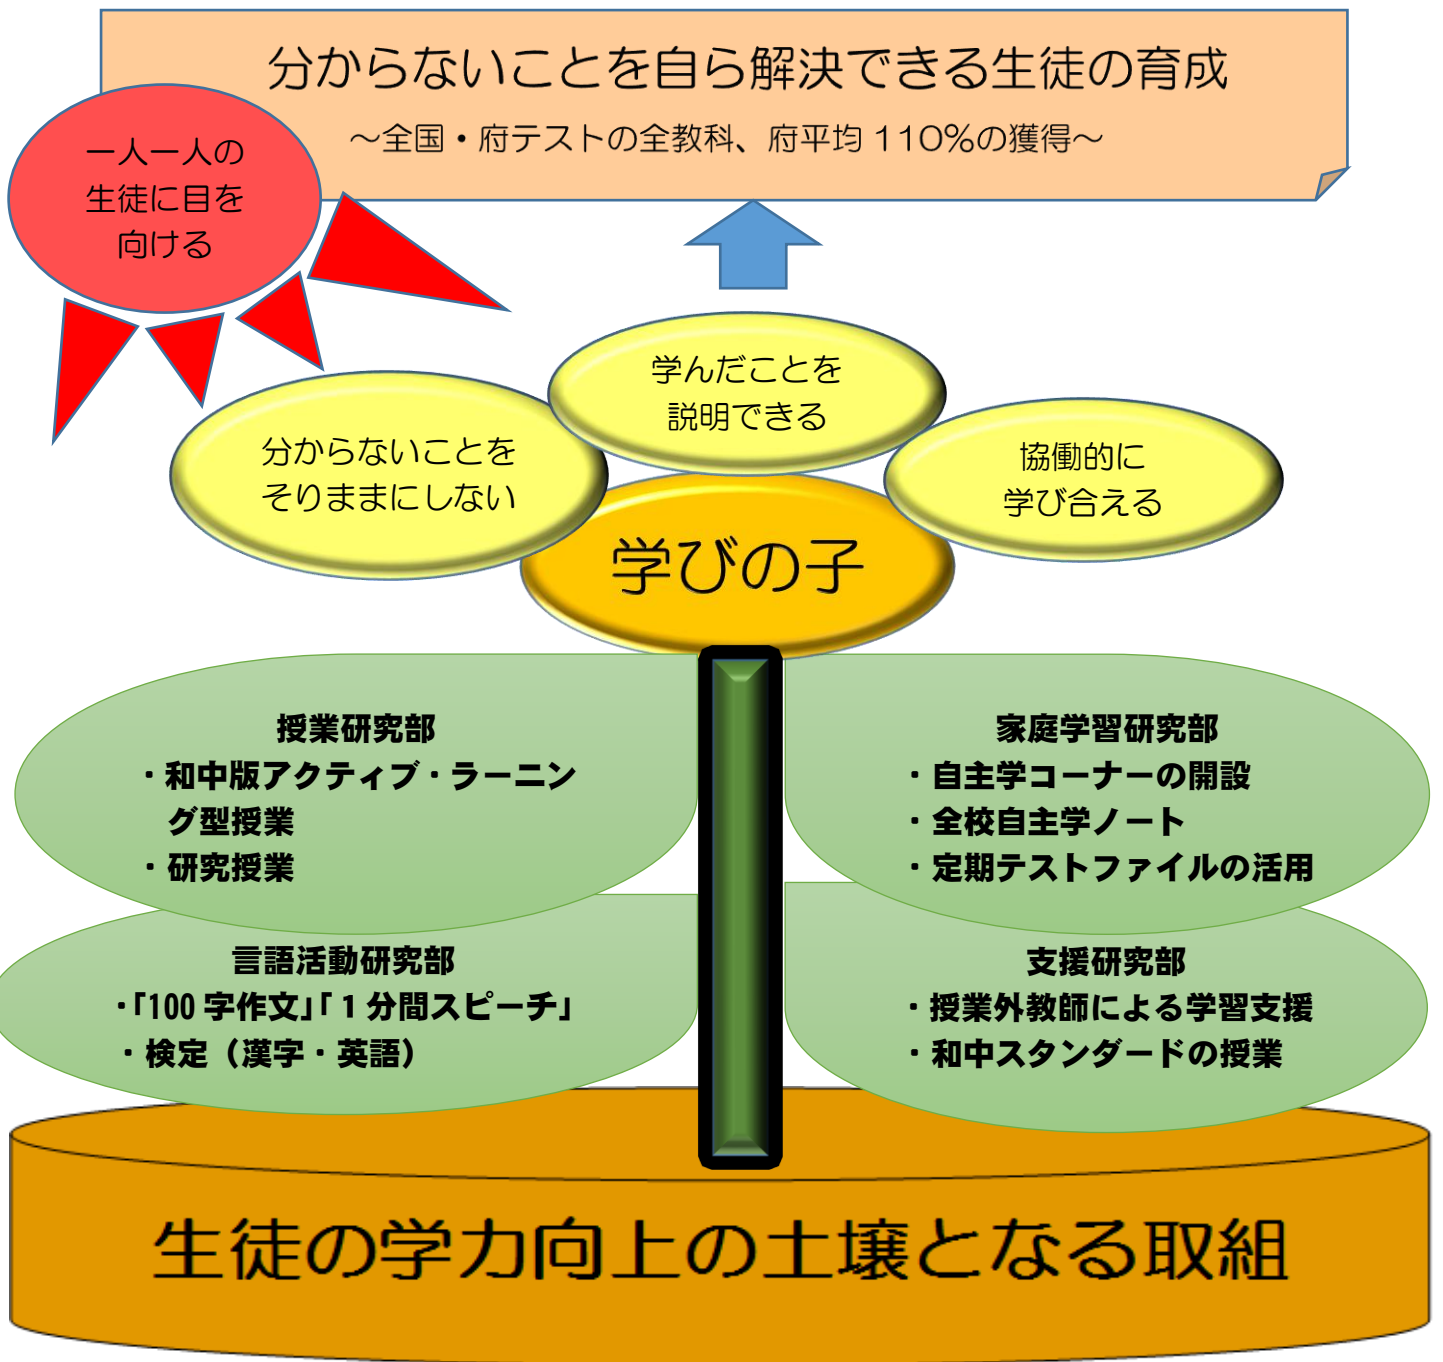 分からないことを自ら解決できる生徒の育成
～全国・府テストの全教科、府平均110％の獲得～
一人一人の
生徒に目を
向ける
学んだことを
説明できる
分からないことを
そりままにしない
協働的に
学び合える
学びの子
授業研究部
・和中版アクティブ・ラーニン
グ型授業
・研究授業
家庭学習研究部
・自主学コーナーの開設
・全校自主学ノート
・定期テストファイルの活用
言語活動研究部
・「100字作文」「1分間スピーチ」
・検定（漢字・英語）
支援研究部
・授業外教師による学習支援
・和中スタンダードの授業
生徒の学力向上の土壌となる取組